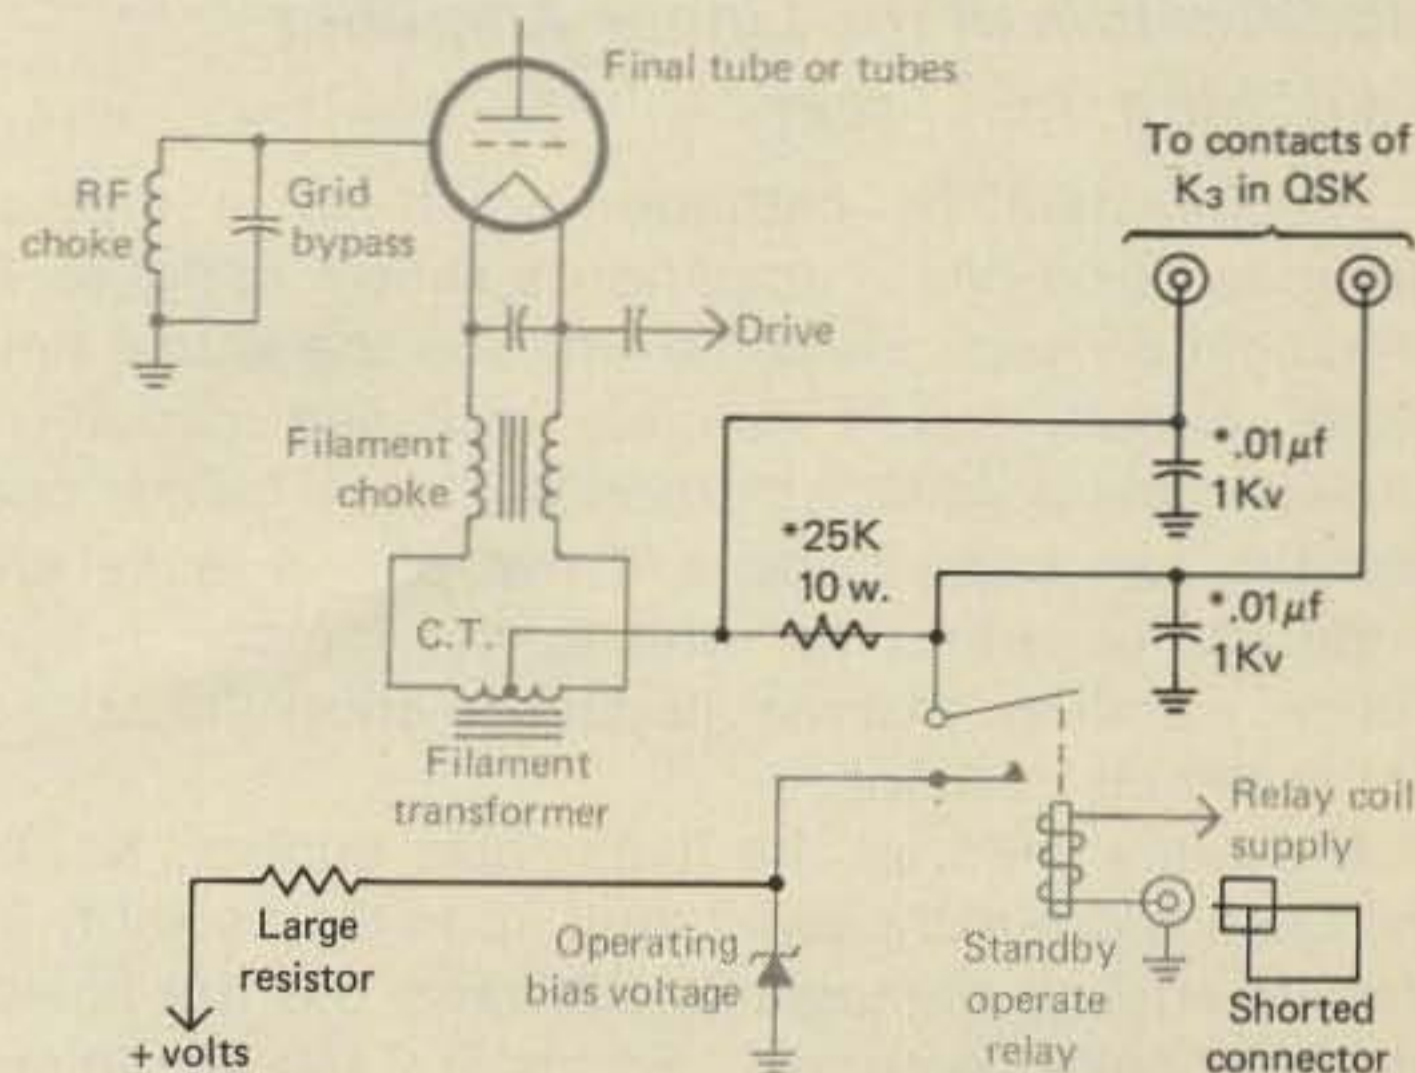 Final tube or tubes
To contacts of
K₃ in QSK
RF
choke
Grid
bypass
Drive
Filament
choke
*.01µf
1Kv
*25K
10 w.
C.T.
*.01µf
1Kv
Filament
transformer
Relay coil
supply
Large
resistor
Operating
bias voltage
Standby
operate
relay
Shorted
connector
+ volts